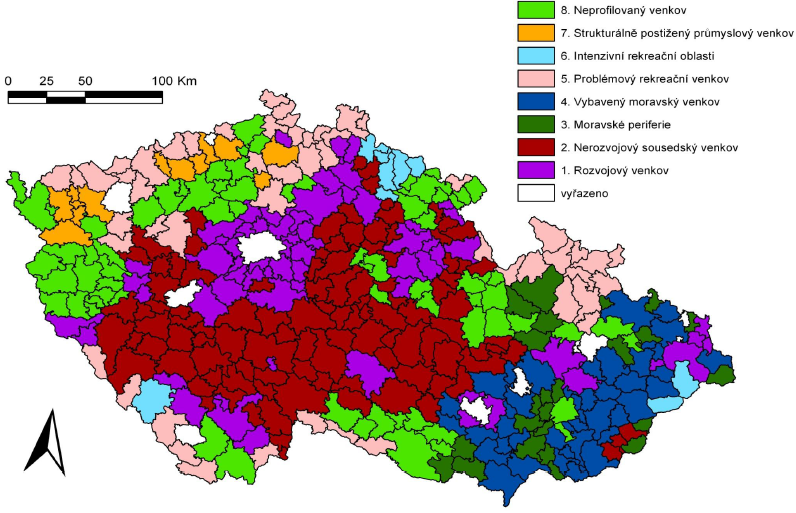 8. Neprofilovaný venkov
7. Strukturálně postižený průmyslový venkov
6. Intenzivní rekreační oblasti
5. Problémový rekreační venkov
4. Vybavený moravský venkov
3. Moravské periferie
2. Nerozvojový sousedský venkov
1. Rozvojový venkov
vyřazeno
0 25 50 100 Km